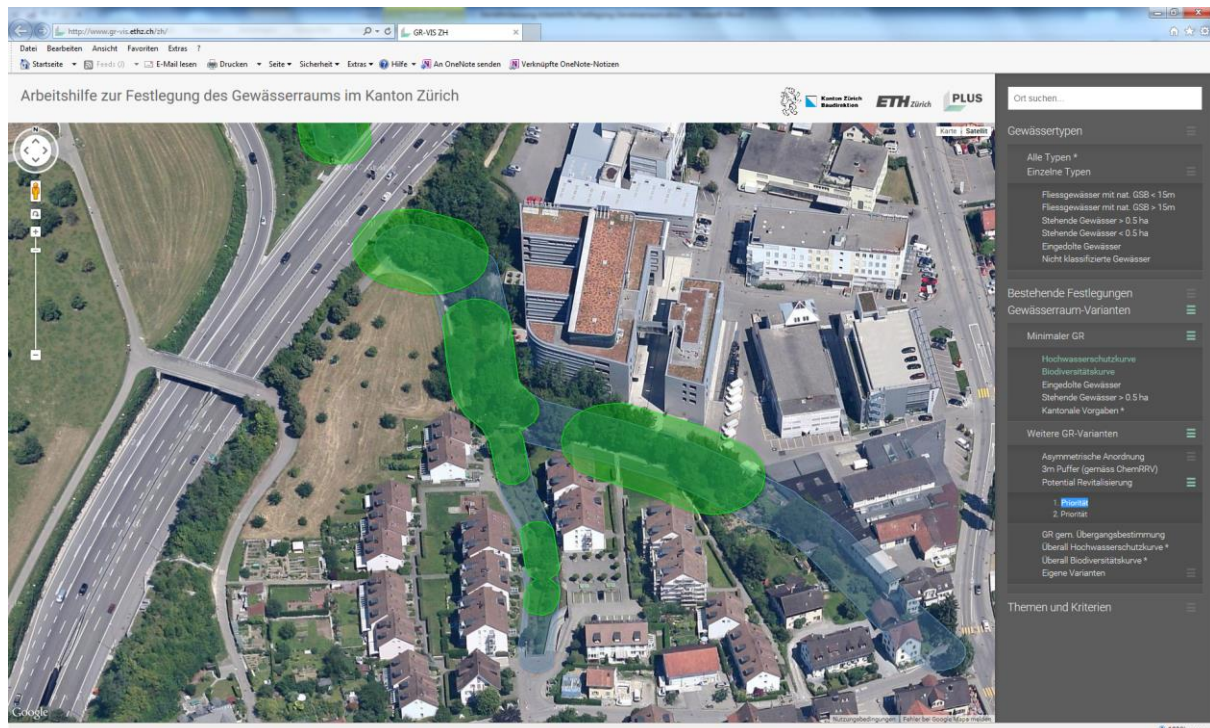 http://www.gr-vis.ethz.ch/zh/
GR-VIS ZH
Datei Bearbeiten Ansicht Favoriten Extras ?
Startseite Feeds (J) E-Mail lesen Drucken Seite Sicherheit Extras Hilfe An OneNote senden Verknüpfte OneNote-Notizen
Arbeitshilfe zur Festlegung des Gewässerraums im Kanton Zürich
Kanton Zürich
Baudirektion
ETH Zürich
PLUS
N
Karte Satellit
Google
Nutzungsbedingungen Fehler bei Google Maps melden
Ort suchen...
Gewässertypen
Alle Typen *
Einzelne Typen
Fliessgewässer mit nat. GSB < 15m
Fliessgewässer mit nat. GSB > 15m
Stehende Gewässer > 0.5 ha
Stehende Gewässer < 0.5 ha
Eingedolte Gewässer
Nicht klassifizierte Gewässer
Bestehende Festlegungen
Gewässerraum-Varianten
Minimaler GR
Hochwasserschutzkurve
Biodiversitätskurve
Eingedolte Gewässer
Stehende Gewässer > 0.5 ha
Kantonale Vorgaben *
Weitere GR-Varianten
Asymmetrische Anordnung
3m Puffer (gemäss ChemRRV)
Potential Revitalisierung
1. Priorität
2. Priorität
GR gem. Übergangsbestimmung
Überall Hochwasserschutzkurve *
Überall Biodiversitätskurve *
Eigene Varianten
Themen und Kriterien